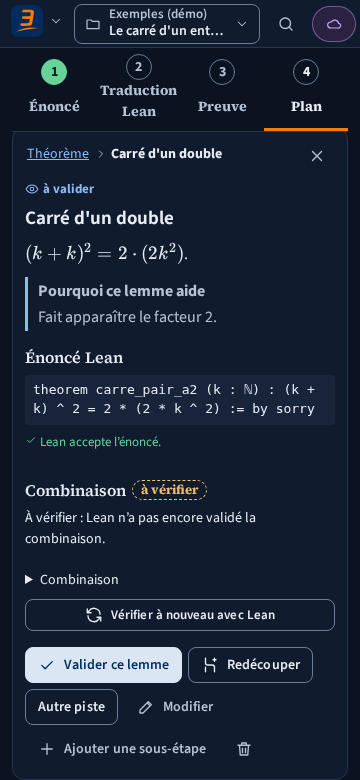 Exemples (démo)
Le carré d'un ent…
1
2
3
4
Énoncé
Traduction
Lean
Preuve
Plan
Théorème > Carré d'un double
à valider
Carré d'un double
(k + k)² = 2 · (2k²).
Pourquoi ce lemme aide
Fait apparaître le facteur 2.
Énoncé Lean
theorem carre_pair_a2 (k : ℕ) : (k +
k) ^ 2 = 2 * (2 * k ^ 2) := by sorry
Lean accepte l’énoncé.
Combinaison à vérifier
À vérifier : Lean n’a pas encore validé la
combinaison.
Combinaison
Vérifier à nouveau avec Lean
Valider ce lemme
Redécouper
Autre piste
Modifier
Ajouter une sous-étape